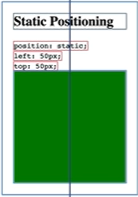 Static Positioning
position: static;
left: 50px;
top: 50px;